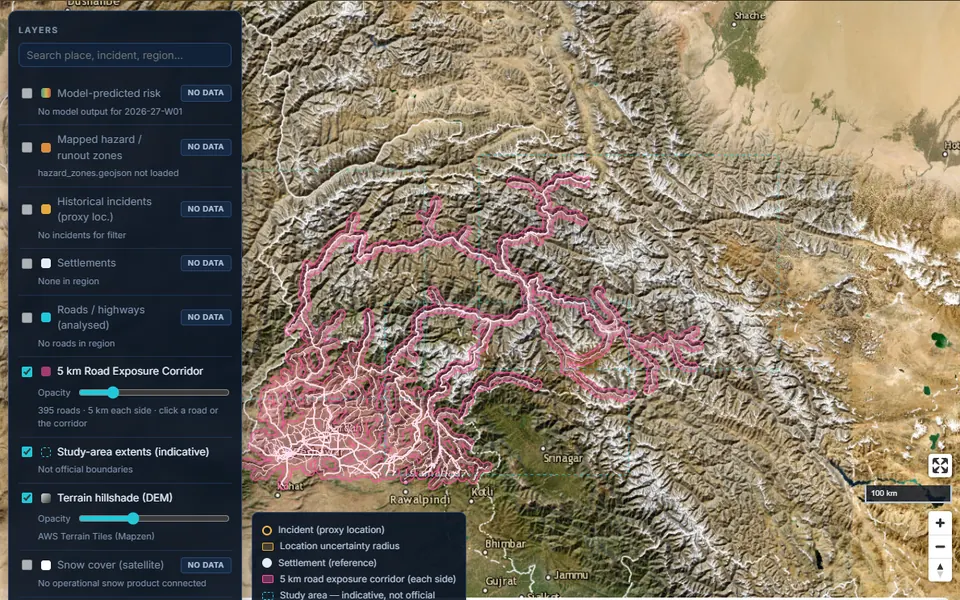 Dushanbe
LAYERS
Search place, incident, region...
Model-predicted risk
NO DATA
No model output for 2026-27-W01
Mapped hazard /
runout zones
NO DATA
hazard_zones.geojson not loaded
Historical incidents
(proxy loc.)
NO DATA
No incidents for filter
Settlements
NO DATA
None in region
Roads / highways
(analysed)
NO DATA
No roads in region
5 km Road Exposure Corridor
Opacity
395 roads · 5 km each side · click a road or
the corridor
Study-area extents (indicative)
Not official boundaries
Terrain hillshade (DEM)
Opacity
AWS Terrain Tiles (Mapzen)
Snow cover (satellite)
NO DATA
No operational snow product connected
Shache
Srinagar
Kohat
Rawalpindi
Kotli
Bhimbar
Gujrat
Jammu
Incident (proxy location)
Location uncertainty radius
Settlement (reference)
5 km road exposure corridor (each side)
Study area — indicative, not official
100 km
+
−